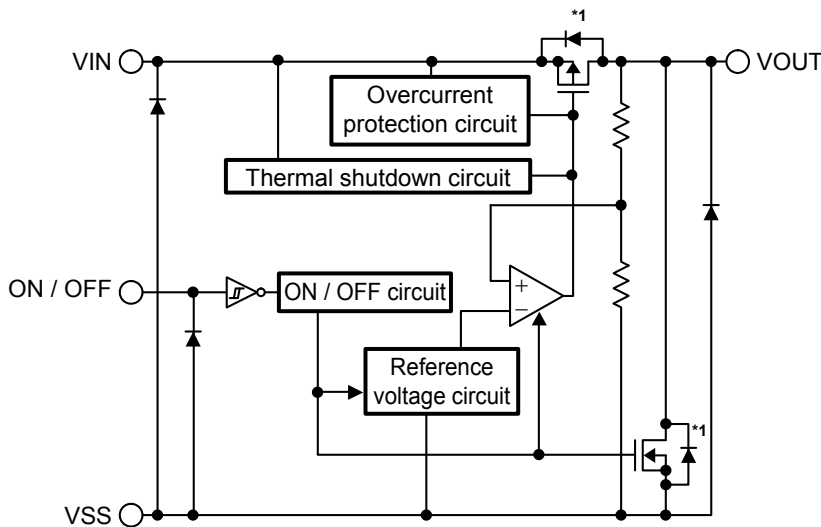 *1
VIN
VOUT
Overcurrent
protection circuit
Thermal shutdown circuit
ON / OFF
ON / OFF circuit
+
−
Reference
voltage circuit
*1
VSS